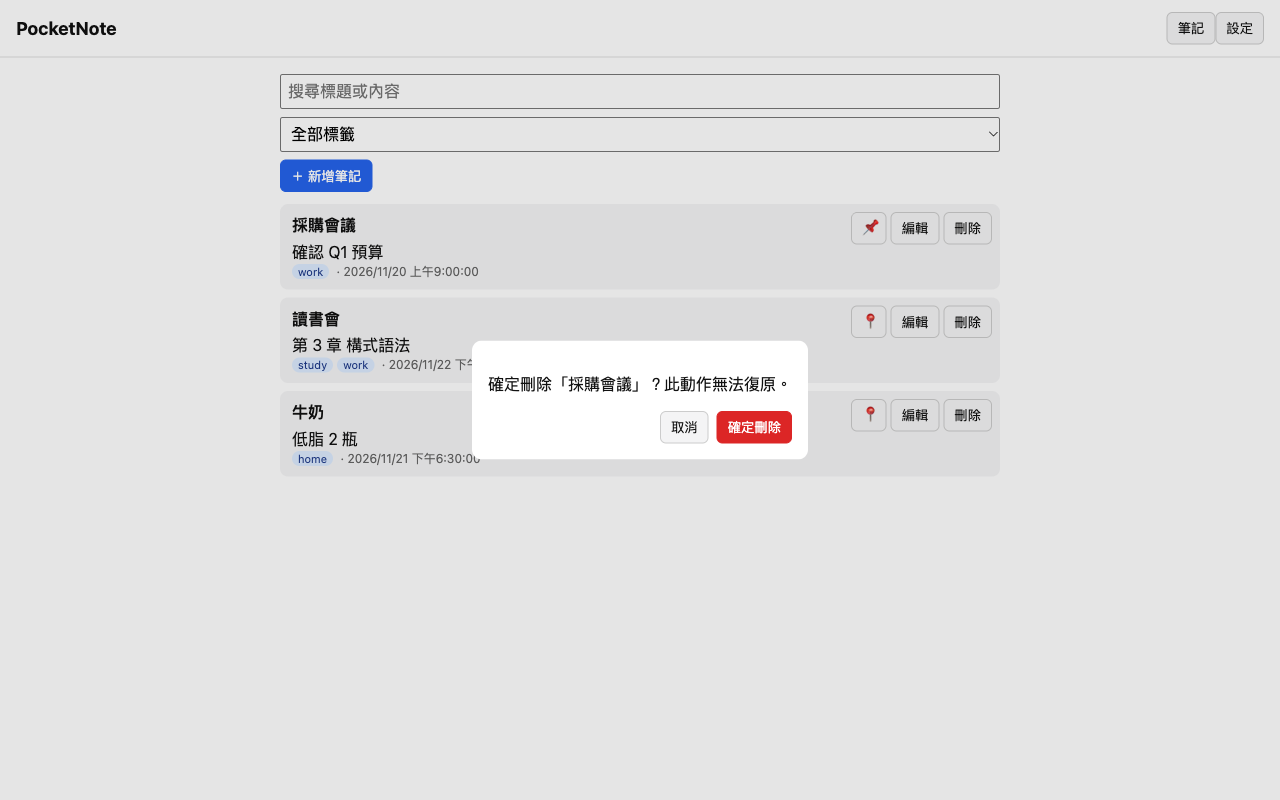 PocketNote
筆記
設定
搜尋標題或內容
全部標籤
＋ 新增筆記
採購會議
編輯
刪除
確認 Q1 預算
work · 2026/11/20 上午9:00:00
讀書會
編輯
刪除
第 3 章 構式語法
study work · 2026/11/22 下午
確定刪除「採購會議」？此動作無法復原。
取消
確定刪除
牛奶
編輯
刪除
低脂 2 瓶
home · 2026/11/21 下午6:30:00